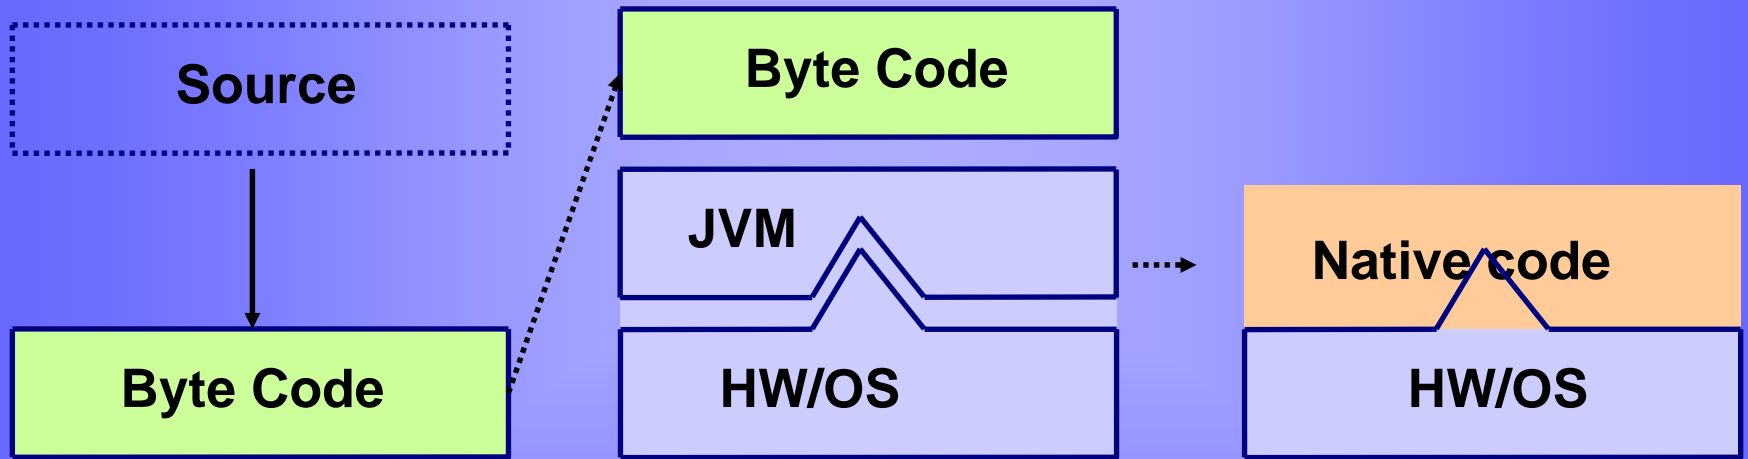 Source
Byte Code
Byte Code
JVM
HW/OS
Native code
HW/OS